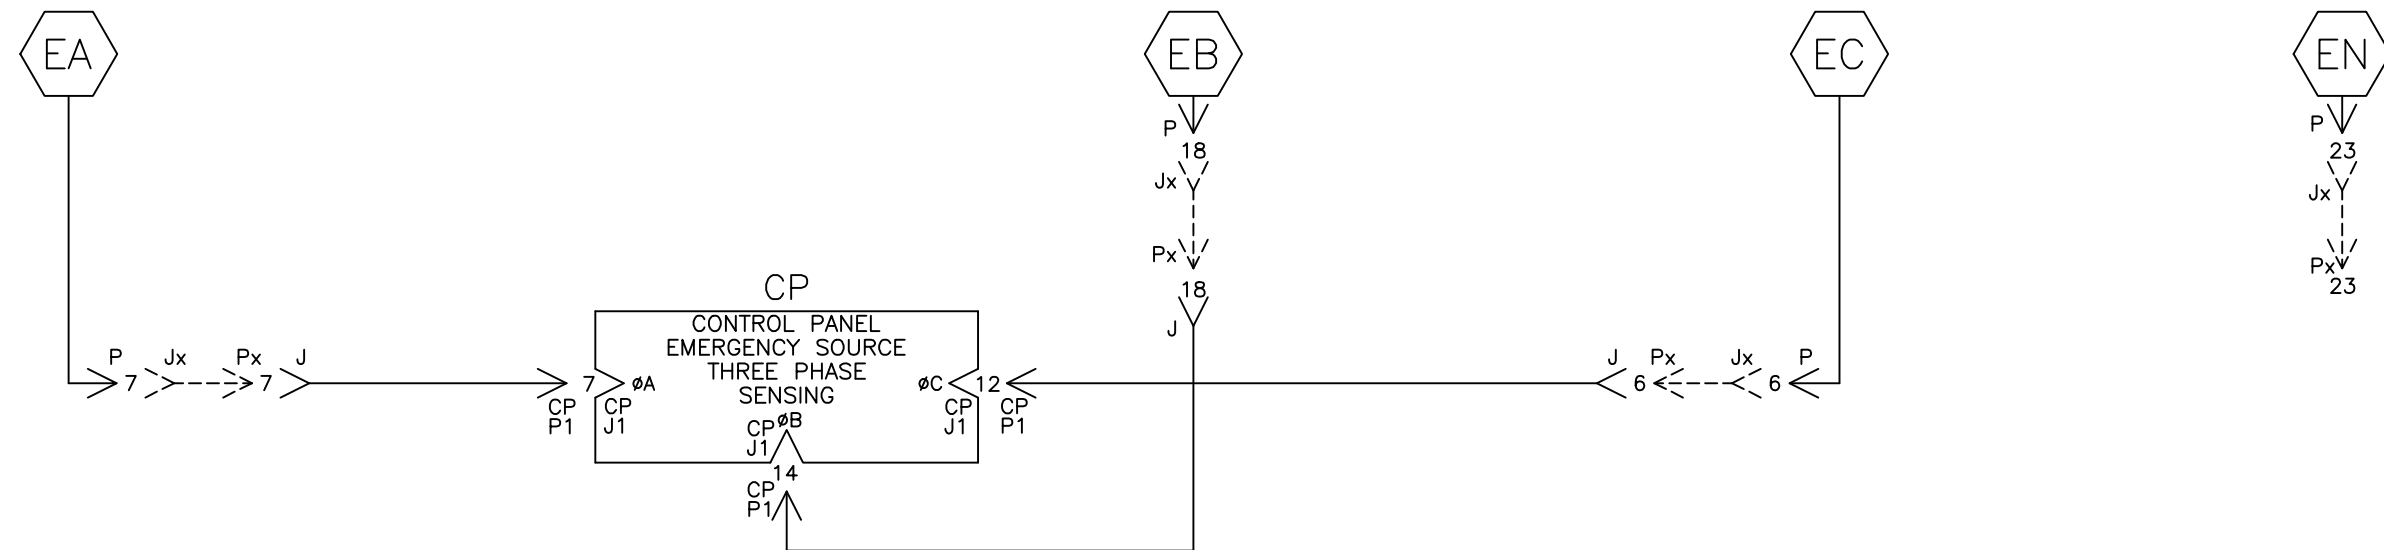 EA
EB
EC
EN
P
18
Jx
Px
18
J
P
23
Jx
Px
23
CP
CONTROL PANEL
EMERGENCY SOURCE
THREE PHASE
SENSING
P 7 Jx Px 7 J
7 øA
CP
P1
CP
J1
øB
CP
J1
14
CP
P1
øC 12
CP
J1
CP
P1
J 6 Px Jx 6 P